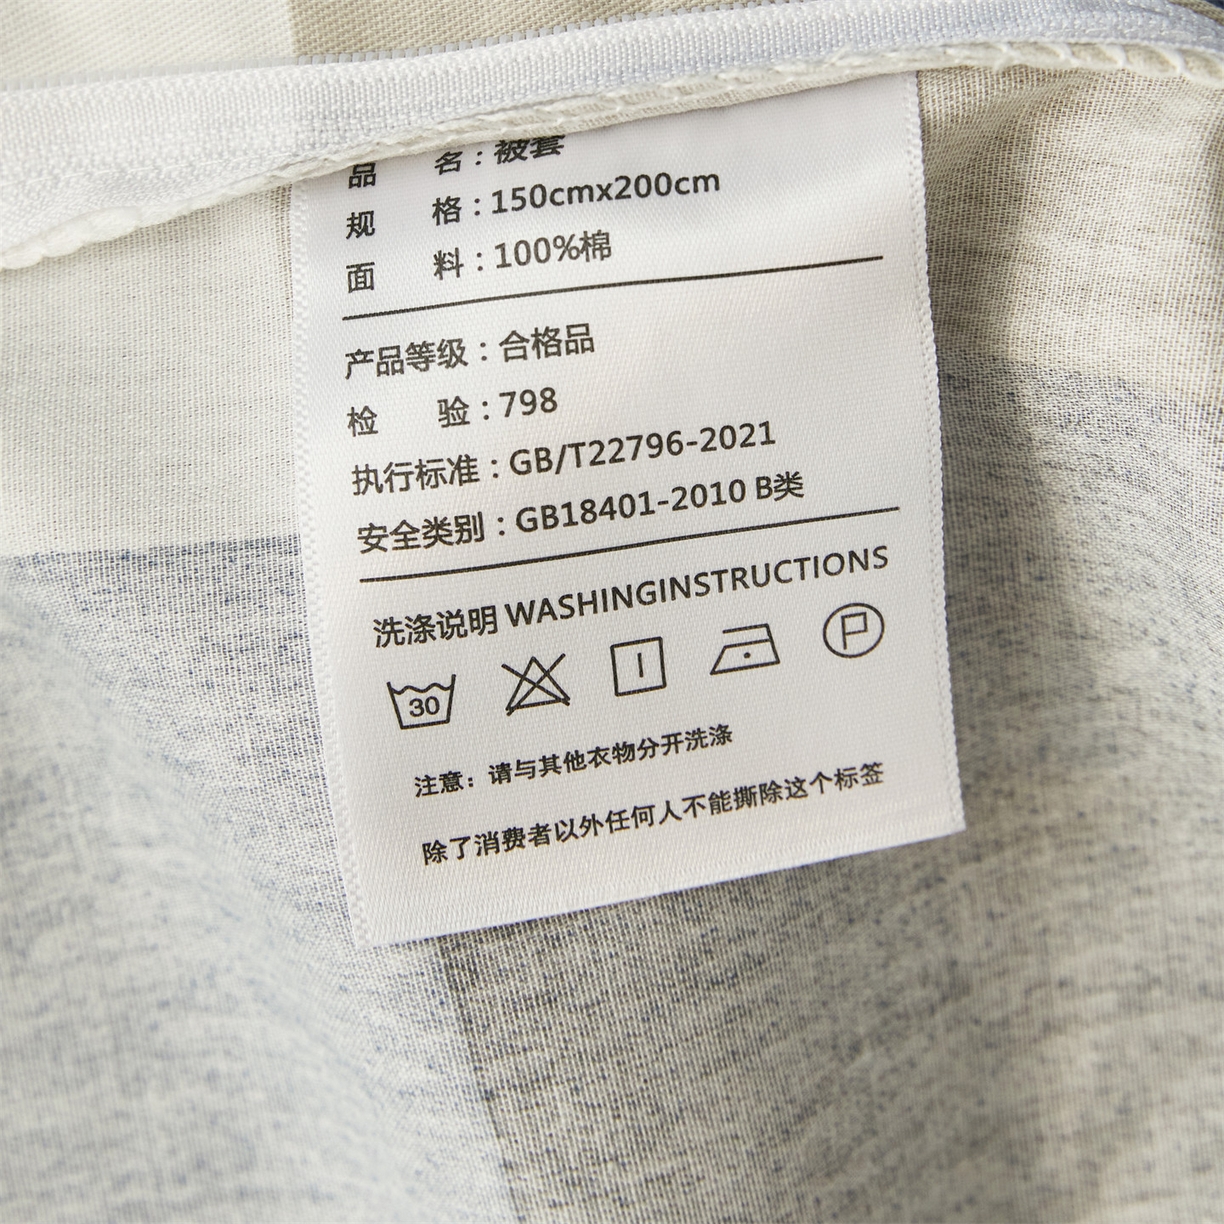 品 名：被套
规 格：150cmx200cm
面 料：100%棉
产品等级：合格品
检 验：798
执行标准：GB/T22796-2021
安全类别：GB18401-2010 B类
洗涤说明 WASHINGINSTRUCTIONS
30 P
注意：请与其他衣物分开洗涤
除了消费者以外任何人不能撕除这个标签